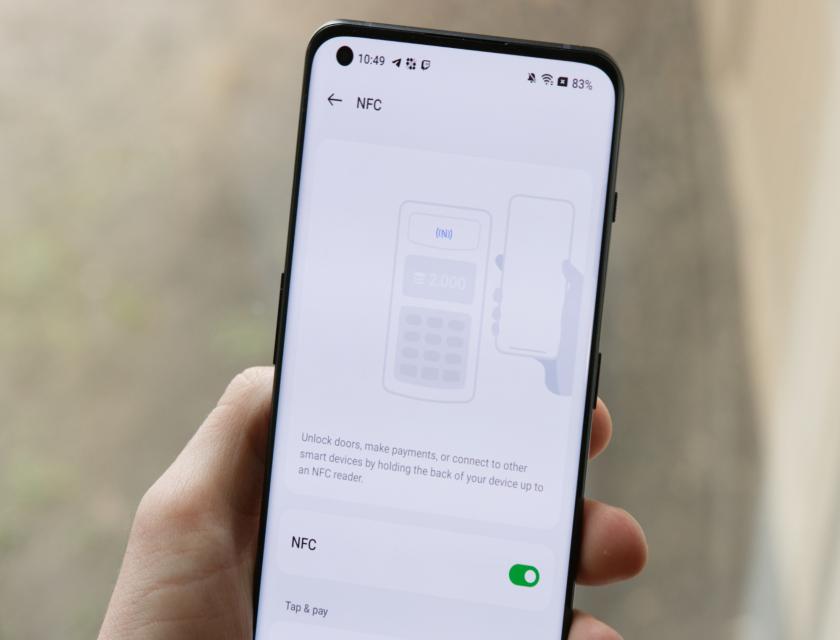 10:49
83%
NFC
(N)
2.000
Unlock doors, make payments, or connect to other
smart devices by holding the back of your device up to
an NFC reader.
NFC
Tap & pay